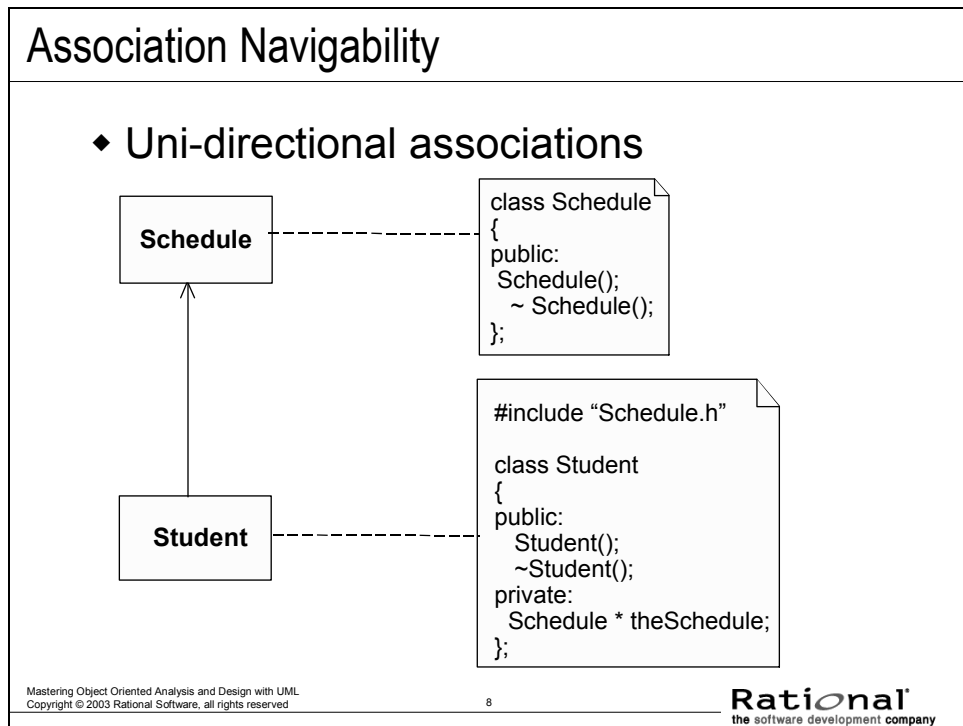 Association Navigability
◆ Uni-directional associations
Schedule
class Schedule
{
public:
Schedule();
~ Schedule();
};
Student
#include “Schedule.h”
class Student
{
public:
Student();
~Student();
private:
Schedule * theSchedule;
};
Mastering Object Oriented Analysis and Design with UML
Copyright © 2003 Rational Software, all rights reserved
8
Rational®
the software development company